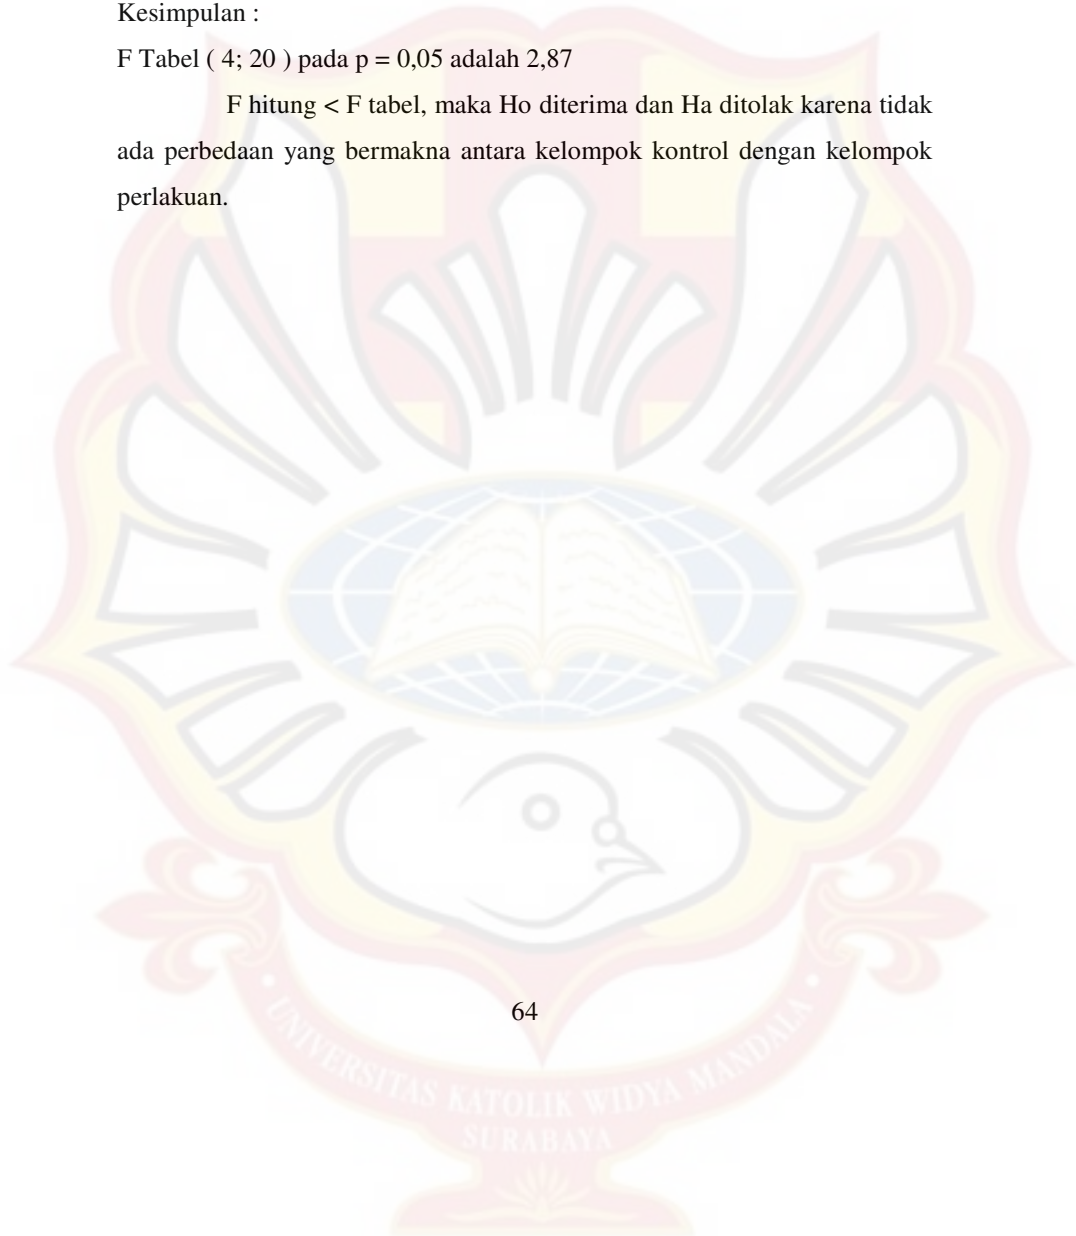 Kesimpulan :
F Tabel ( 4; 20 ) pada p = 0,05 adalah 2,87
F hitung < F tabel, maka Ho diterima dan Ha ditolak karena tidak
ada perbedaan yang bermakna antara kelompok kontrol dengan kelompok
perlakuan.
64
• UNIVERSITAS KATOLIK WIDYA MANDALA •
SURABAYA